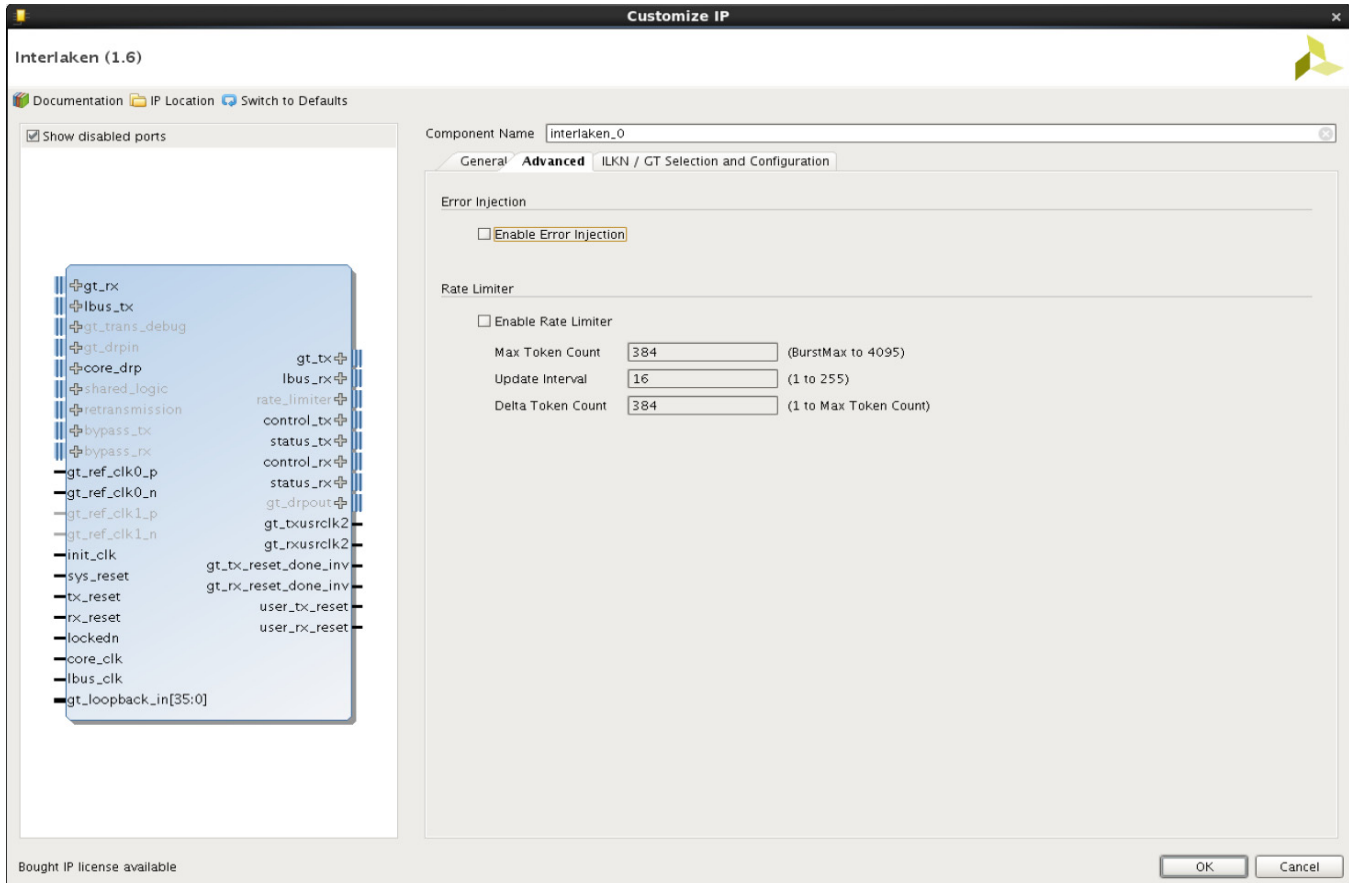 Customize IP
Interlaken (1.6)
Documentation IP Location Switch to Defaults
Show disabled ports
gt_rx
lbus_tx
gt_trans_debug
gt_drpin
core_drp
shared_logic
retransmission
bypass_tx
bypass_rx
gt_ref_clk0_p
gt_ref_clk0_n
gt_ref_clk1_p
gt_ref_clk1_n
init_clk
sys_reset
tx_reset
rx_reset
lockedn
core_clk
lbus_clk
gt_loopback_in[35:0]
gt_tx
lbus_rx
rate_limiter
control_tx
status_tx
control_rx
status_rx
gt_drpout
gt_txusrclk2
gt_rxusrclk2
gt_tx_reset_done_inv
gt_rx_reset_done_inv
user_tx_reset
user_rx_reset
Component Name interlaken_0
General Advanced ILKN / GT Selection and Configuration
Error Injection
Enable Error Injection
Rate Limiter
Enable Rate Limiter
Max Token Count 384 (BurstMax to 4095)
Update Interval 16 (1 to 255)
Delta Token Count 384 (1 to Max Token Count)
Bought IP license available
OK Cancel